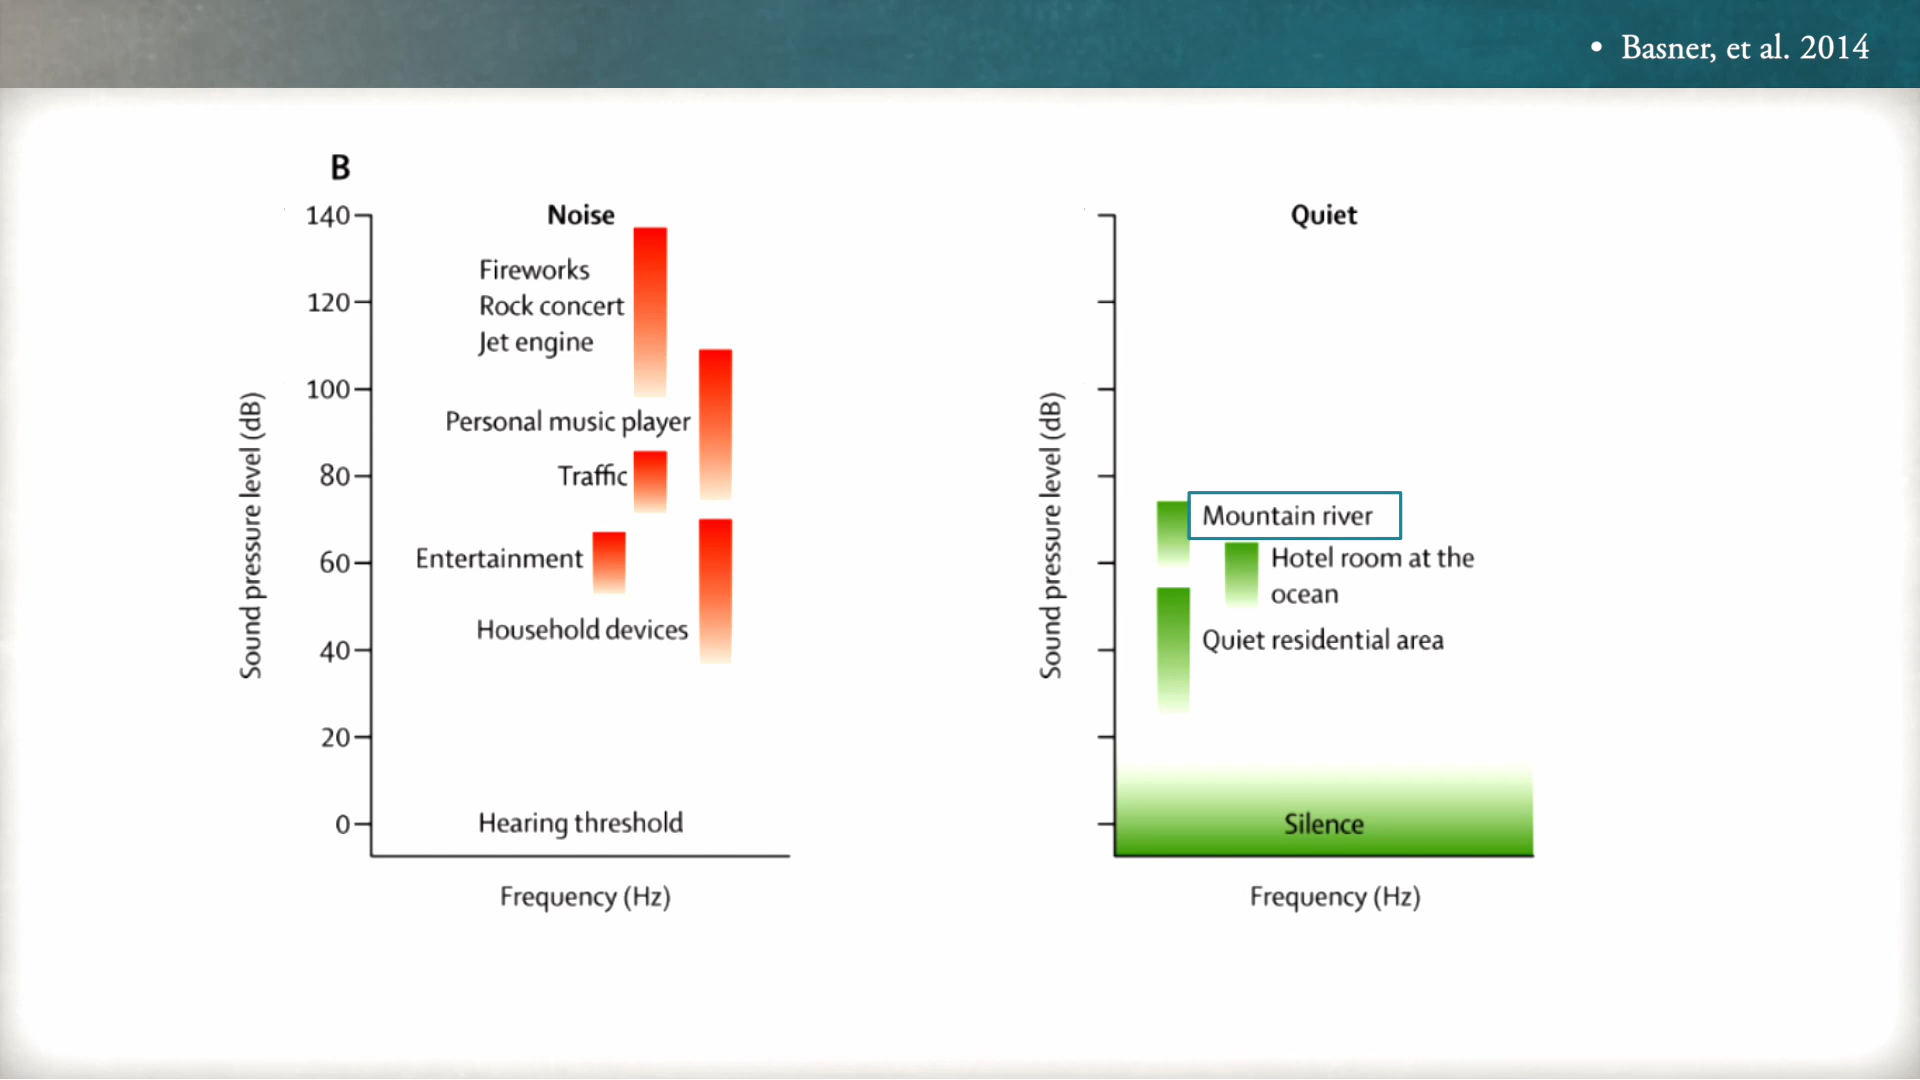 • Basner, et al. 2014
B
Noise
140
120
100
80
60
40
20
0
Sound pressure level (dB)
Fireworks
Rock concert
Jet engine
Personal music player
Traffic
Entertainment
Household devices
Hearing threshold
Frequency (Hz)
Quiet
Sound pressure level (dB)
Mountain river
Hotel room at the
ocean
Quiet residential area
Silence
Frequency (Hz)